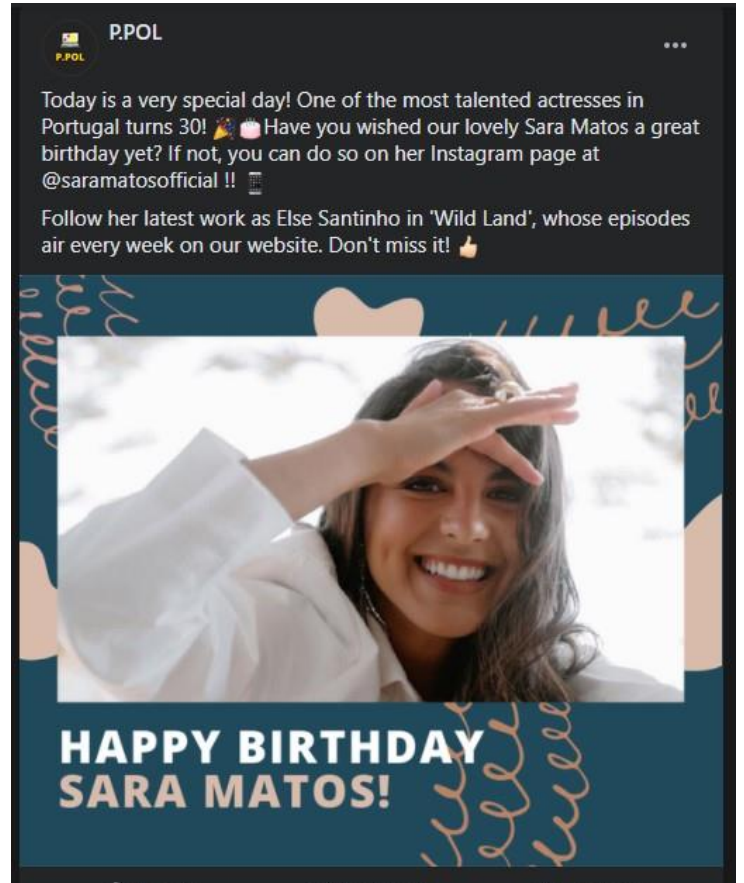 P.POL
P.POL
Today is a very special day! One of the most talented actresses in
Portugal turns 30! 🎉🎂Have you wished our lovely Sara Matos a great
birthday yet? If not, you can do so on her Instagram page at
@saramatosofficial !! 📱
Follow her latest work as Else Santinho in 'Wild Land', whose episodes
air every week on our website. Don't miss it! 👍🏻
HAPPY BIRTHDAY
SARA MATOS!